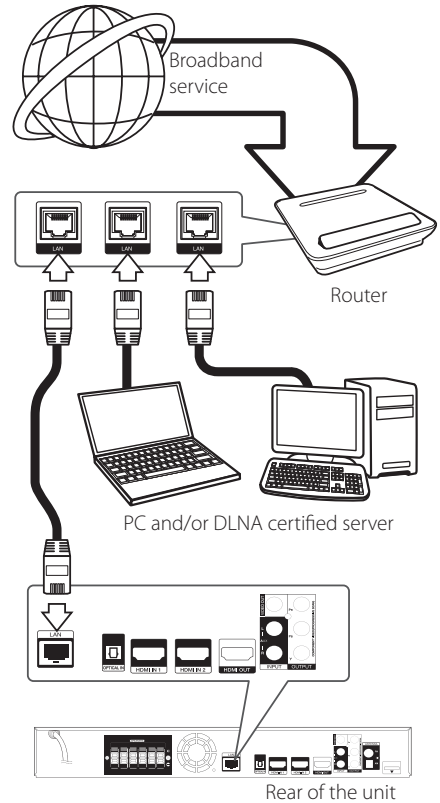 Broadband
service
LAN
LAN
LAN
Router
PC and/or DLNA certified server
LAN
OPTICAL IN
HDMI IN 1
HDMI IN 2
HDMI OUT
INPUT
OUTPUT
Rear of the unit